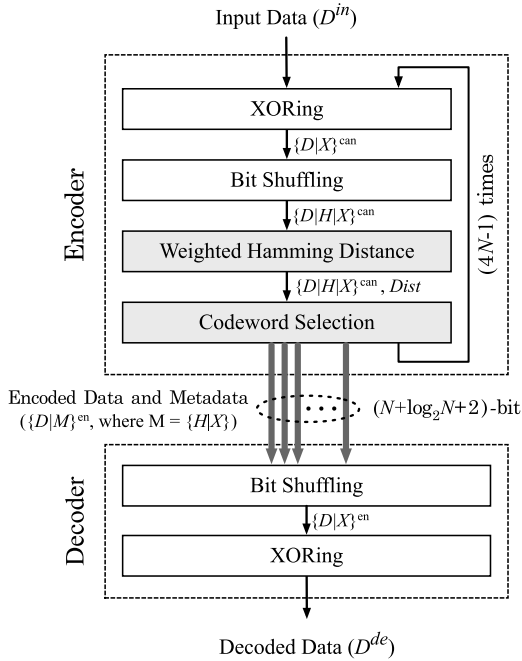 Input Data (D^in)
Encoder
XORing
{D|X}^can
Bit Shuffling
{D|H|X}^can
Weighted Hamming Distance
{D|H|X}^can, Dist
Codeword Selection
(4N-1) times
Encoded Data and Metadata
({D|M}^en, where M = {H|X})
(N+log₂N+2)-bit
Decoder
Bit Shuffling
{D|X}^en
XORing
Decoded Data (D^de)